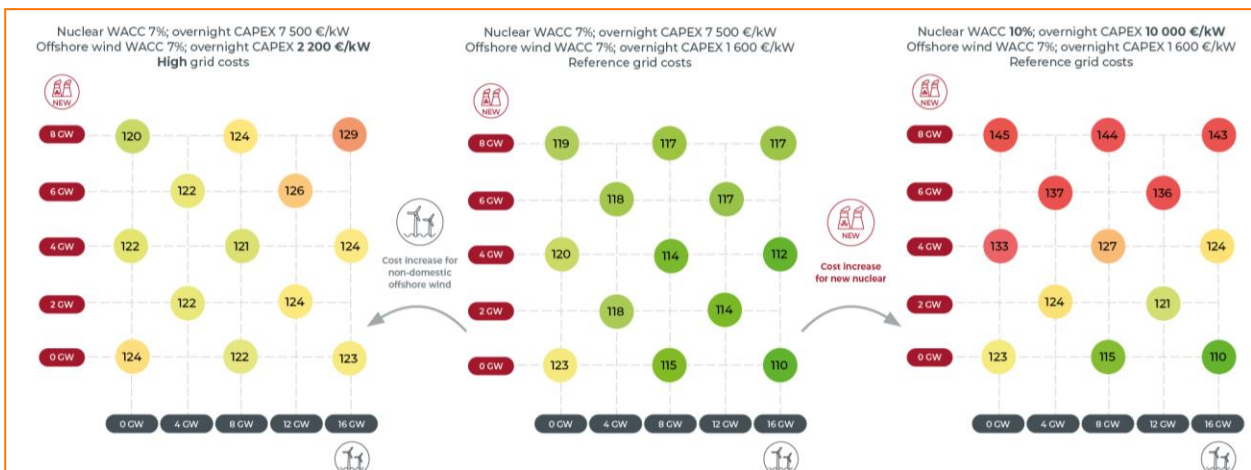 Nuclear WACC 7%; overnight CAPEX 7 500 €/kW
Offshore wind WACC 7%; overnight CAPEX 2 200 €/kW
High grid costs
NEW
8 GW
120
124
129
6 GW
122
126
4 GW
122
121
124
2 GW
122
124
0 GW
124
122
123
0 GW
4 GW
8 GW
12 GW
16 GW
Cost increase for
non-domestic
offshore wind
Nuclear WACC 7%; overnight CAPEX 7 500 €/kW
Offshore wind WACC 7%; overnight CAPEX 1 600 €/kW
Reference grid costs
NEW
8 GW
119
117
117
6 GW
118
117
4 GW
120
114
112
2 GW
118
114
0 GW
123
115
110
0 GW
4 GW
8 GW
12 GW
16 GW
NEW
Cost increase
for new nuclear
Nuclear WACC 10%; overnight CAPEX 10 000 €/kW
Offshore wind WACC 7%; overnight CAPEX 1 600 €/kW
Reference grid costs
NEW
8 GW
145
144
143
6 GW
137
136
4 GW
133
127
124
2 GW
124
121
0 GW
123
115
110
0 GW
4 GW
8 GW
12 GW
16 GW